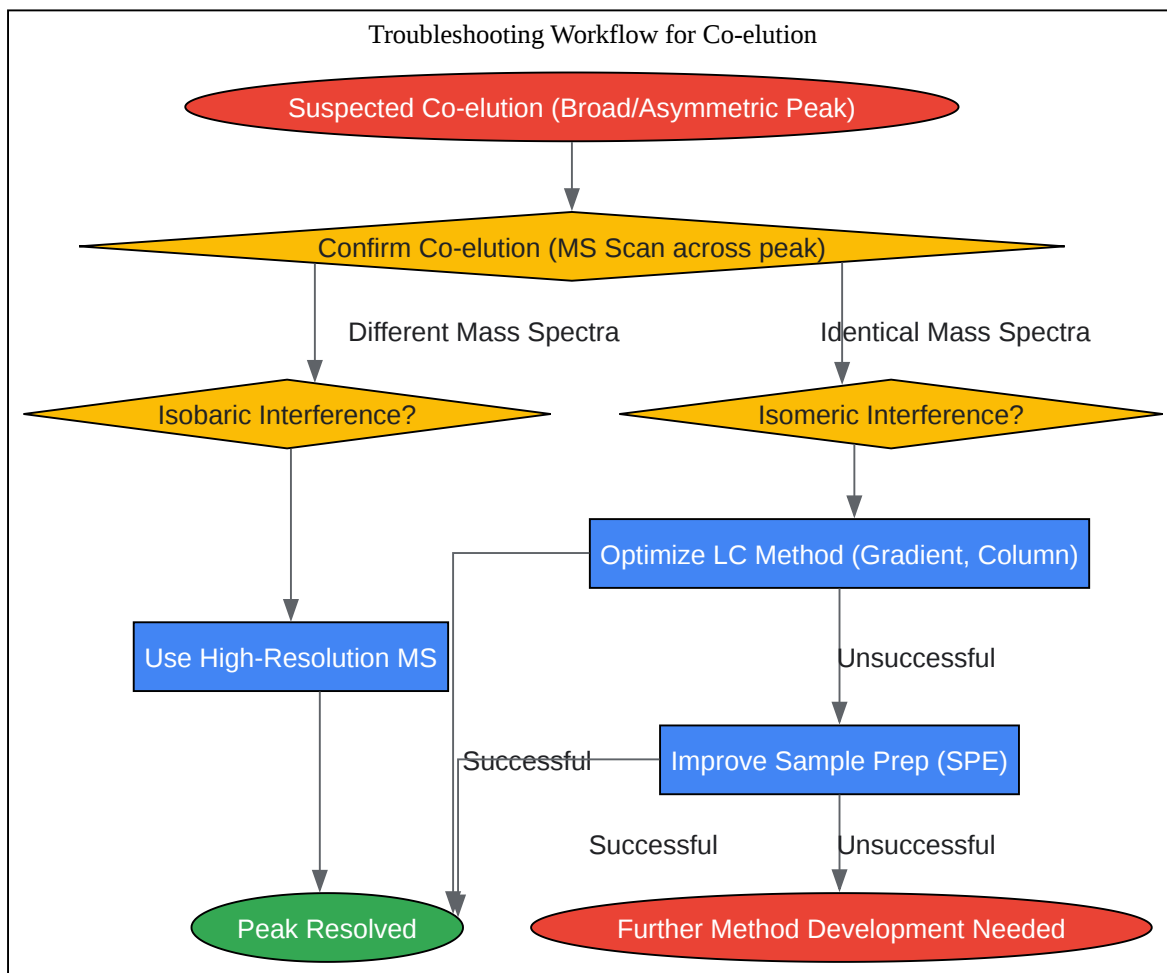 Troubleshooting Workflow for Co-elution
Suspected Co-elution (Broad/Asymmetric Peak)
Confirm Co-elution (MS Scan across peak)
Different Mass Spectra
Identical Mass Spectra
Isobaric Interference?
Isomeric Interference?
Optimize LC Method (Gradient, Column)
Use High-Resolution MS
Unsuccessful
Successful
Improve Sample Prep (SPE)
Successful
Unsuccessful
Peak Resolved
Further Method Development Needed